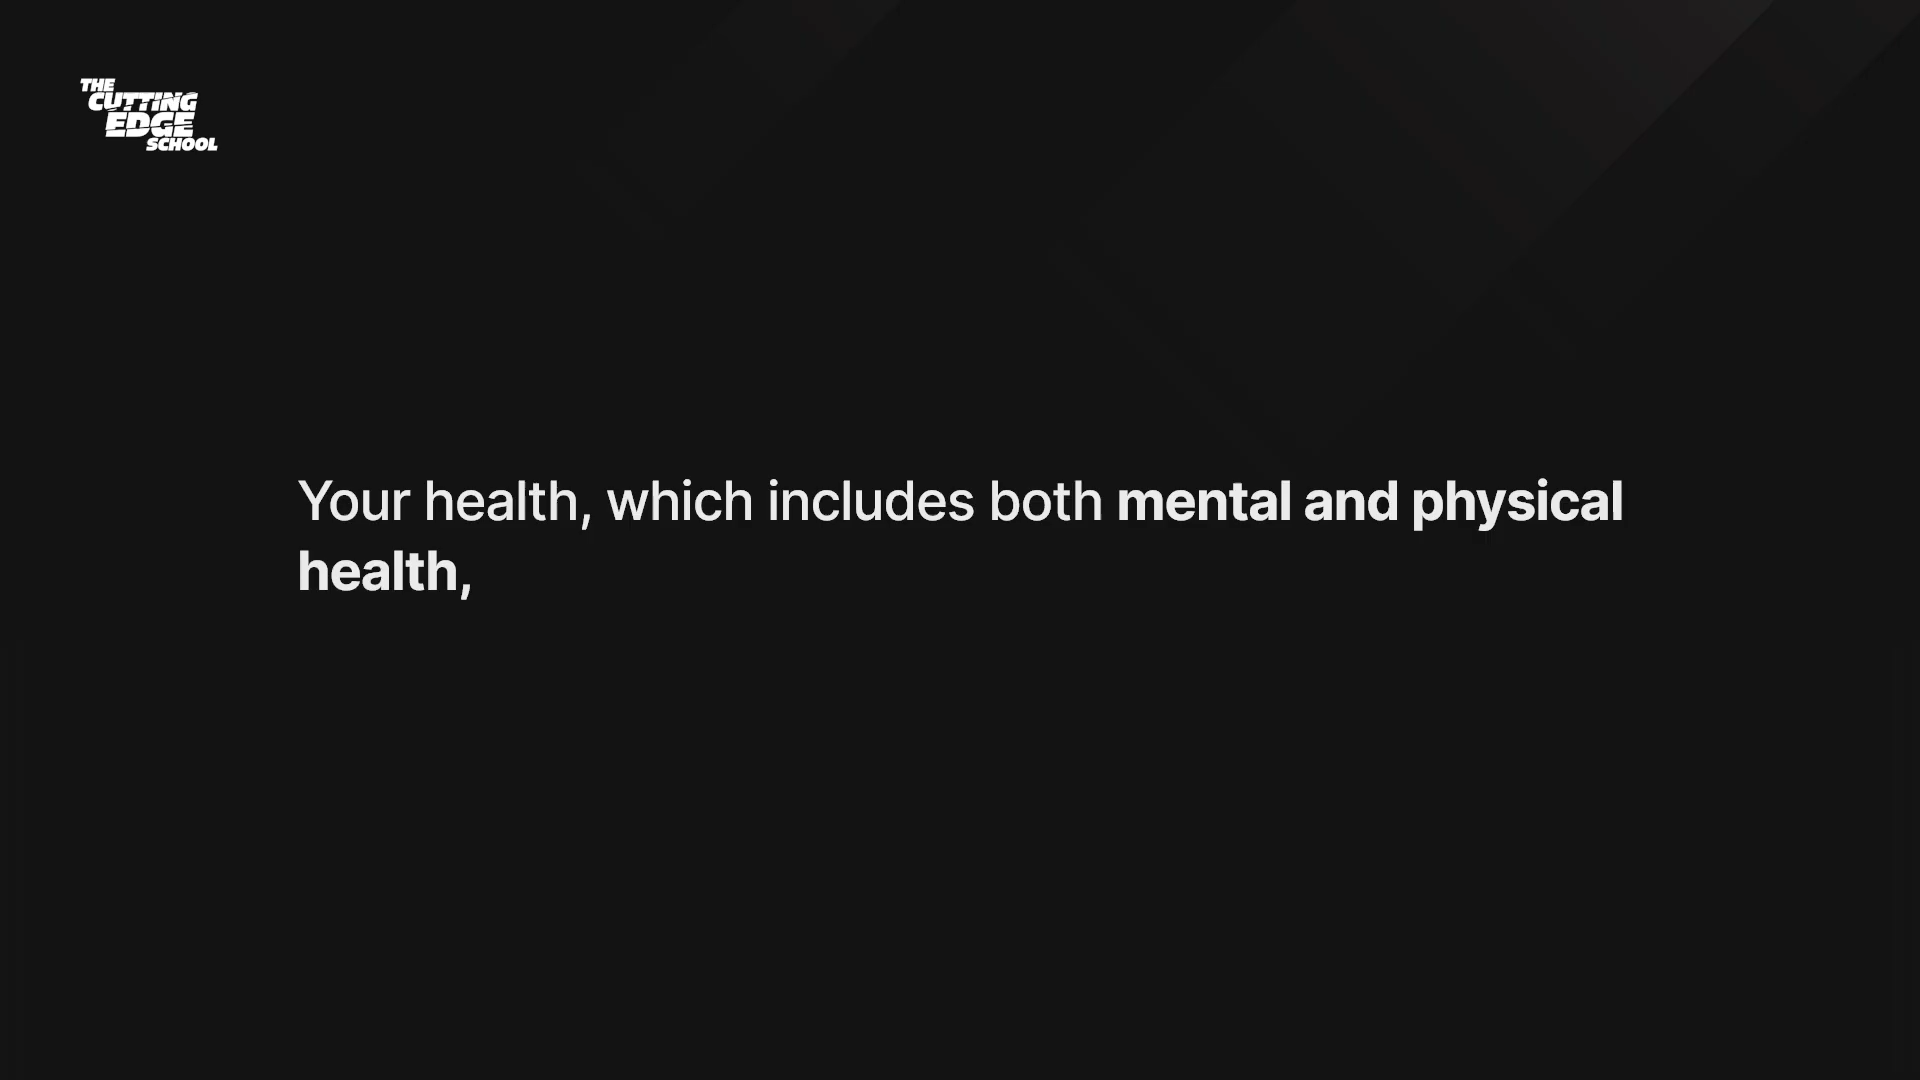 THE
CUTTING
EDGE
SCHOOL
Your health, which includes both mental and physical
health,